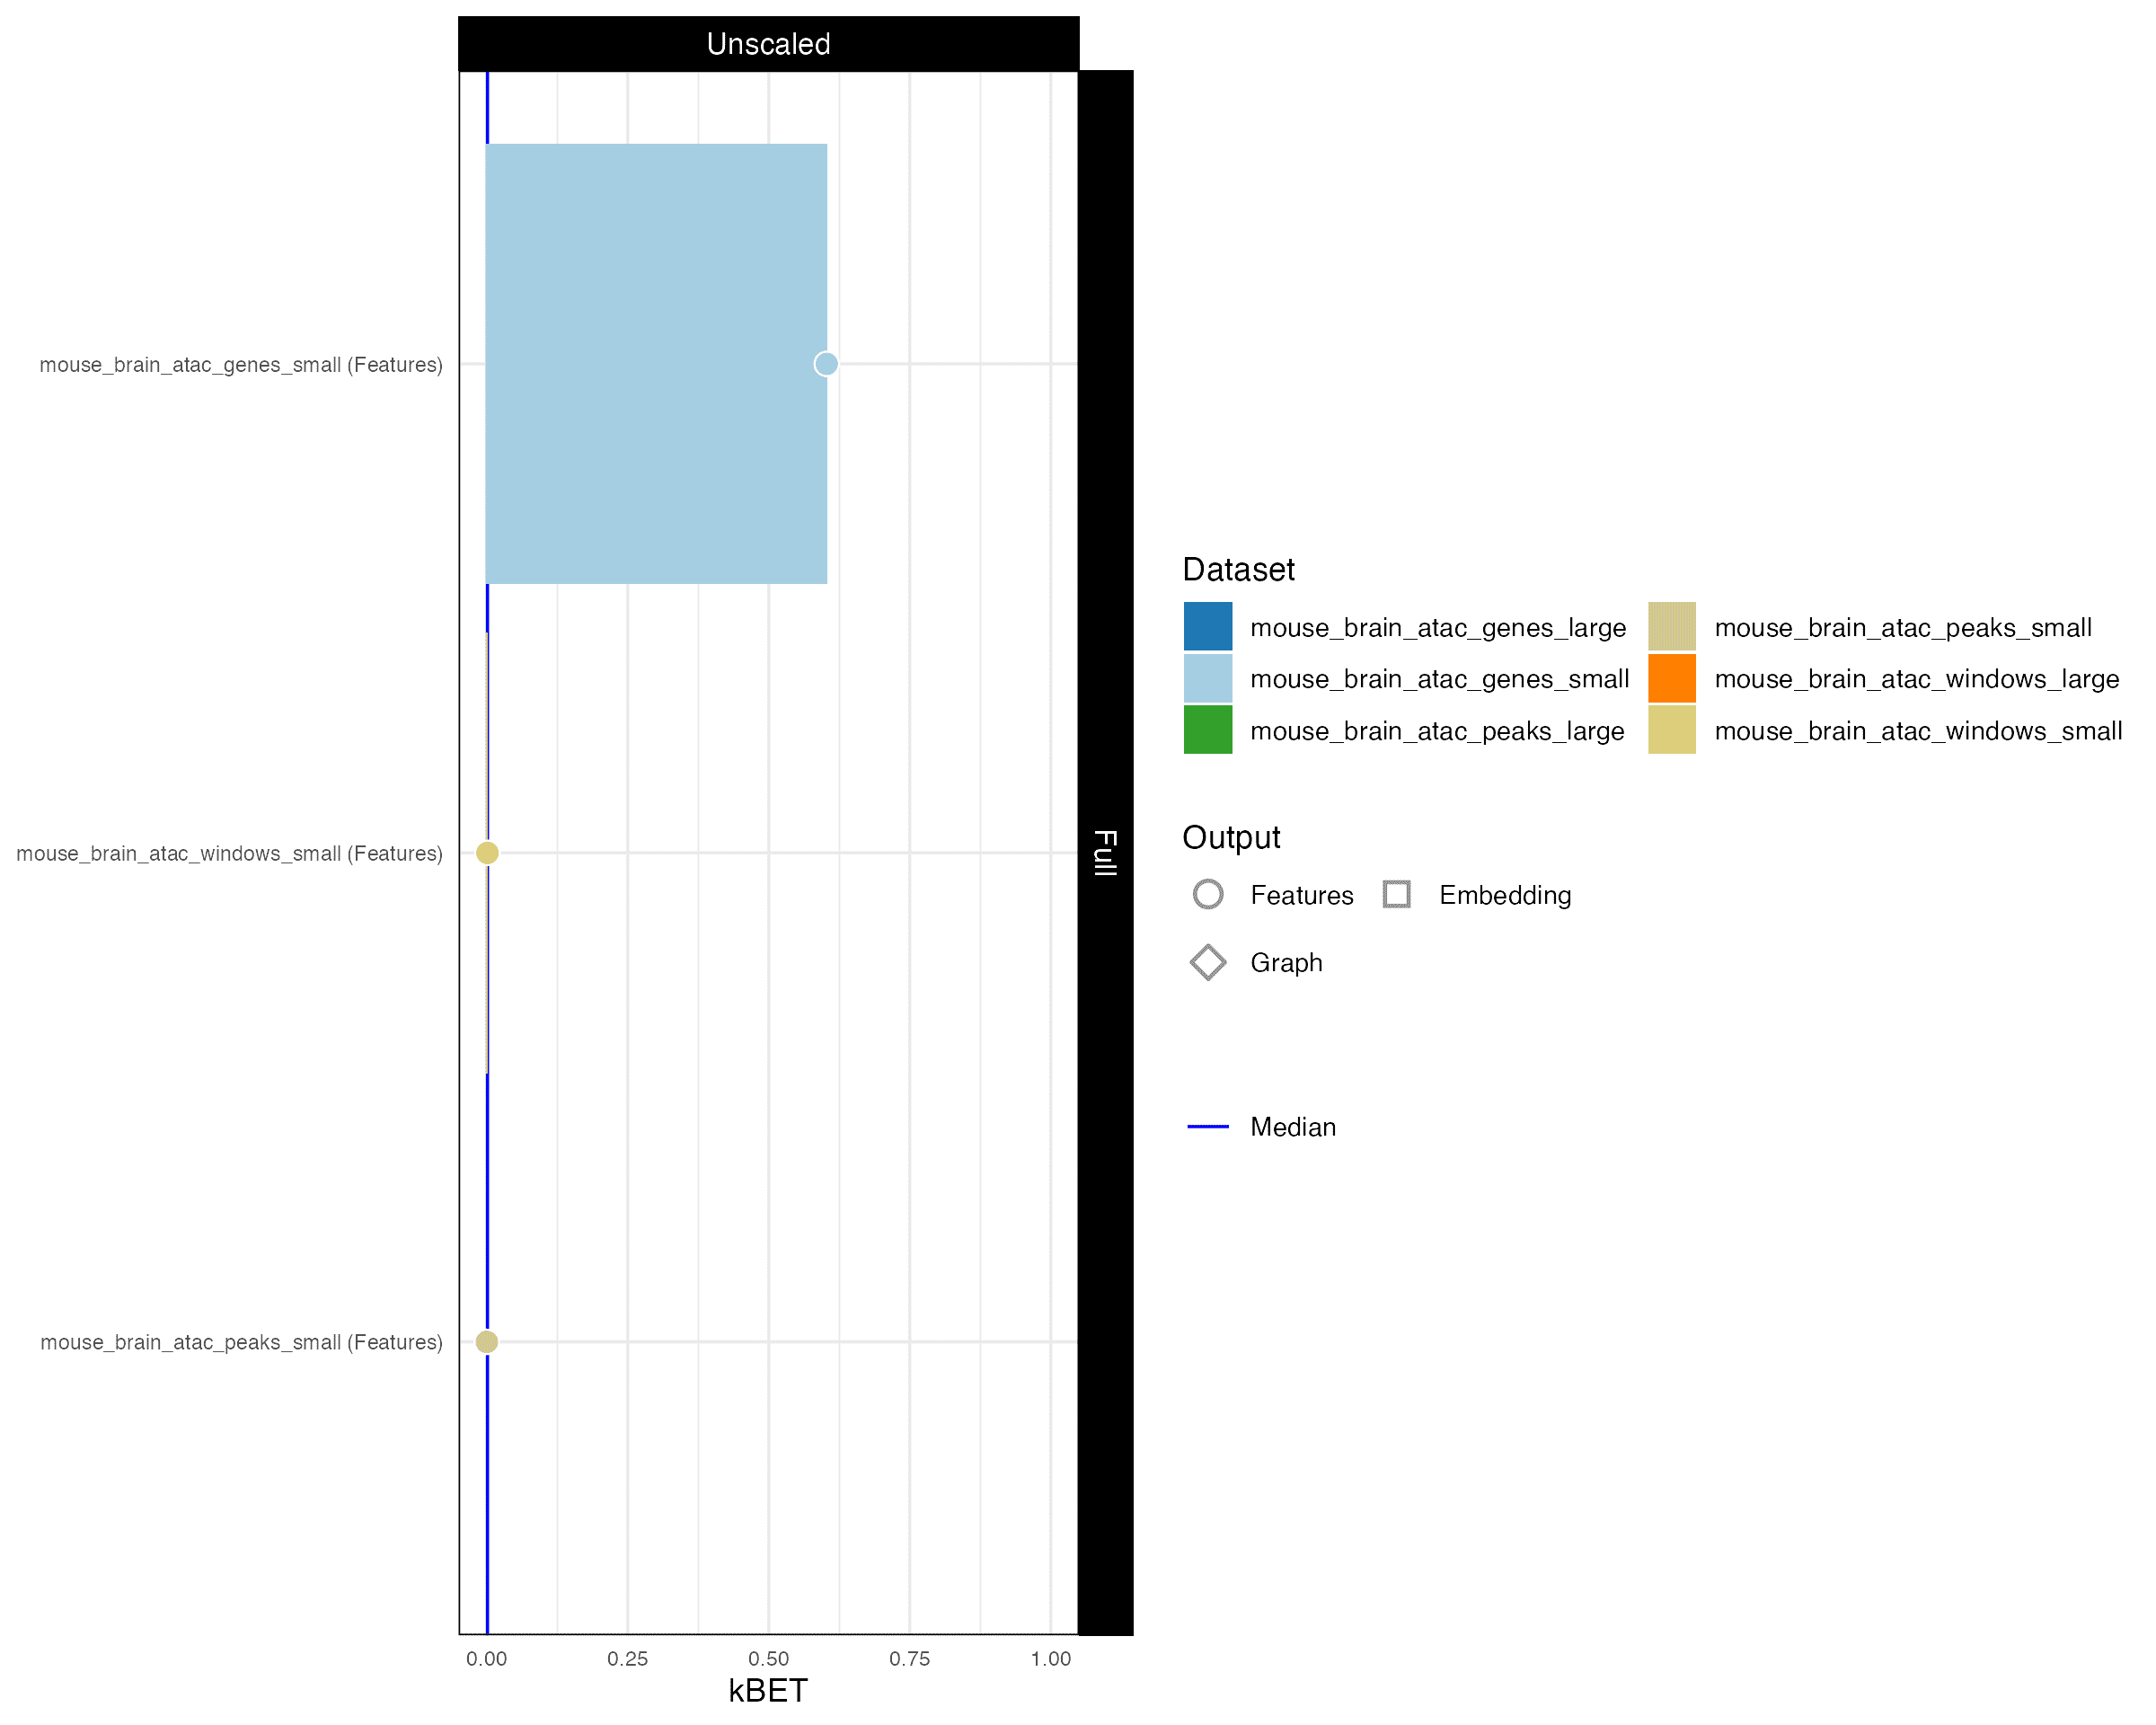 Unscaled
mouse_brain_atac_genes_small (Features)
mouse_brain_atac_windows_small (Features)
mouse_brain_atac_peaks_small (Features)
Full
0.00 0.25 0.50 0.75 1.00
kBET
Dataset
mouse_brain_atac_genes_large mouse_brain_atac_peaks_small
mouse_brain_atac_genes_small mouse_brain_atac_windows_large
mouse_brain_atac_peaks_large mouse_brain_atac_windows_small
Output
Features Embedding
Graph
Median